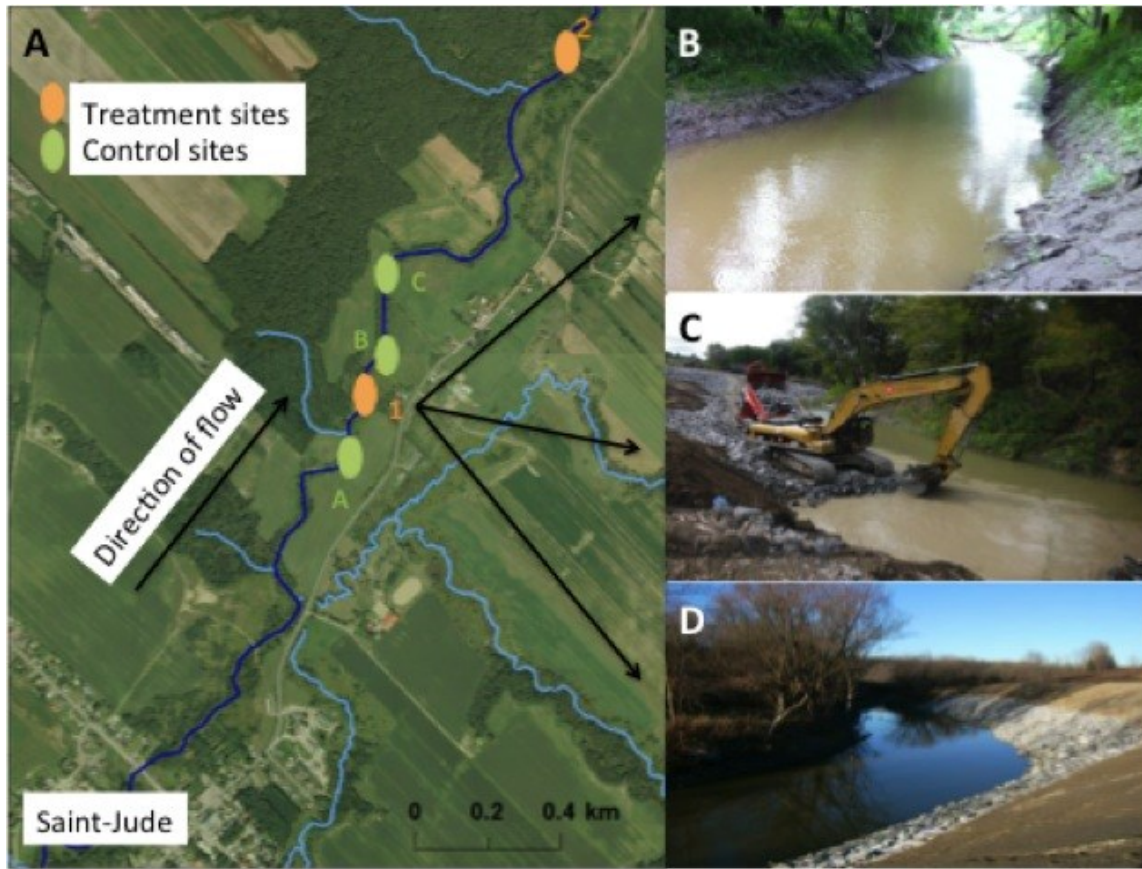 A
Treatment sites
Control sites
2
C
B
1
A
Direction of flow
Saint-Jude
0 0.2 0.4 km
B
C
D